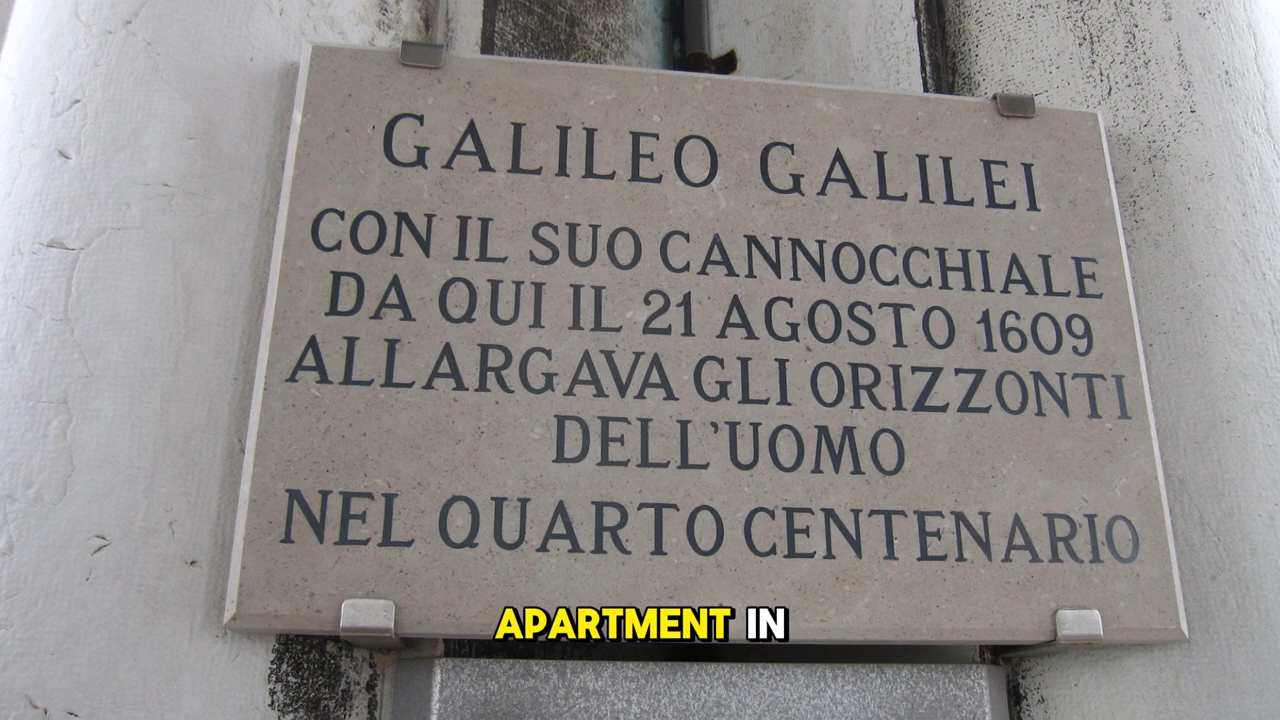 GALILEO GALILEI
CON IL SUO CANNOCCHIALE
DA QUI IL 21 AGOSTO 1609
ALLARGAVA GLI ORIZZONTI
DELL'UOMO
NEL QUARTO CENTENARIO
APARTMENT IN